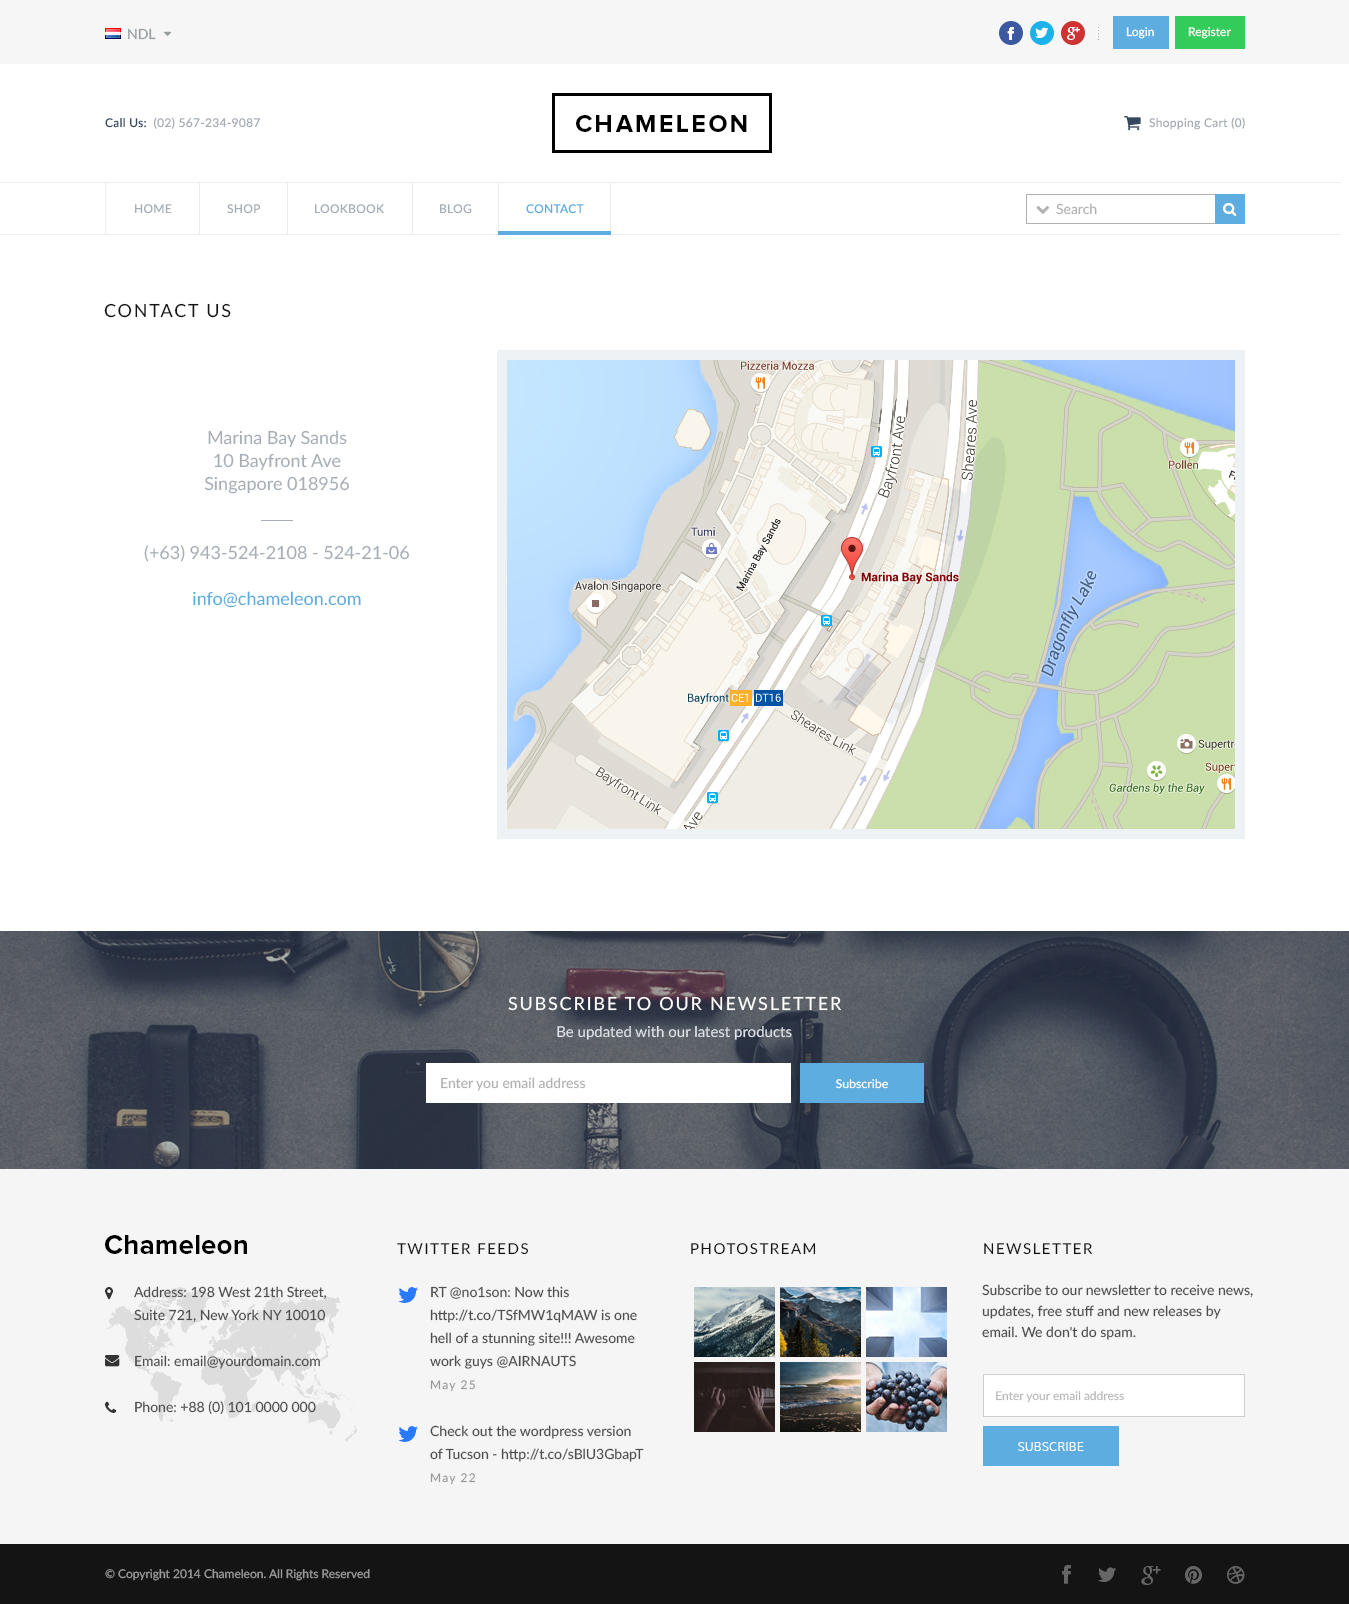 NDL
Login
Register
Call Us: (02) 567-234-9087
CHAMELEON
Shopping Cart (0)
HOME
SHOP
LOOKBOOK
BLOG
CONTACT
Search
CONTACT US
Marina Bay Sands
10 Bayfront Ave
Singapore 018956
(+63) 943-524-2108 - 524-21-06
info@chameleon.com
Pizzeria Mozza
Bayfront Ave
Sheares Ave
Pollen
Tumi
Marina Bay Sands
Marina Bay Sands
Avalon Singapore
Dragonfly Lake
Bayfront CE1 DT16
Sheares Link
Supertr
Super
Gardens by the Bay
Bayfront Link
Ave
SUBSCRIBE TO OUR NEWSLETTER
Be updated with our latest products
Enter you email address
Subscribe
Chameleon
Address: 198 West 21th Street,
Suite 721, New York NY 10010
Email: email@yourdomain.com
Phone: +88 (0) 101 0000 000
TWITTER FEEDS
RT @no1son: Now this
http://t.co/TSfMW1qMAW is one
hell of a stunning site!!! Awesome
work guys @AIRNAUTS
May 25
Check out the wordpress version
of Tucson - http://t.co/sBlU3GbapT
May 22
PHOTOSTREAM
NEWSLETTER
Subscribe to our newsletter to receive news,
updates, free stuff and new releases by
email. We don't do spam.
Enter your email address
SUBSCRIBE
© Copyright 2014 Chameleon. All Rights Reserved